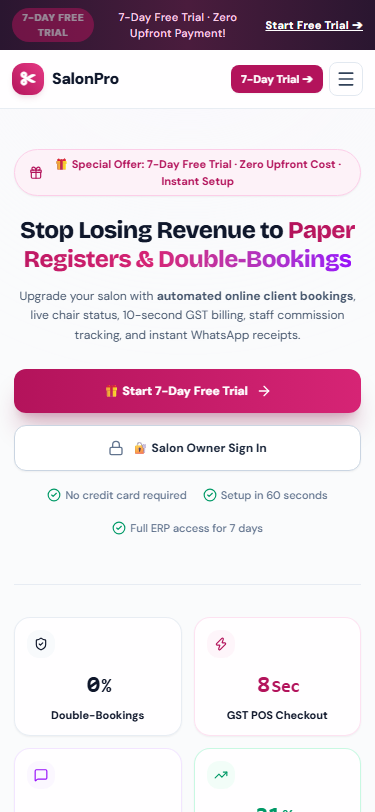 7-DAY FREE
TRIAL
7-Day Free Trial · Zero
Upfront Payment!
Start Free Trial ➔
SalonPro
7-Day Trial ➔
🎁 Special Offer: 7-Day Free Trial · Zero Upfront Cost ·
Instant Setup
Stop Losing Revenue to Paper
Registers & Double-Bookings
Upgrade your salon with automated online client bookings,
live chair status, 10-second GST billing, staff commission
tracking, and instant WhatsApp receipts.
🎁 Start 7-Day Free Trial →
🔐 Salon Owner Sign In
No credit card required
Setup in 60 seconds
Full ERP access for 7 days
0%
Double-Bookings
8Sec
GST POS Checkout